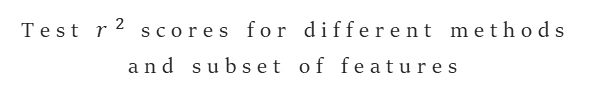 Test r² scores for different methods
and subset of features